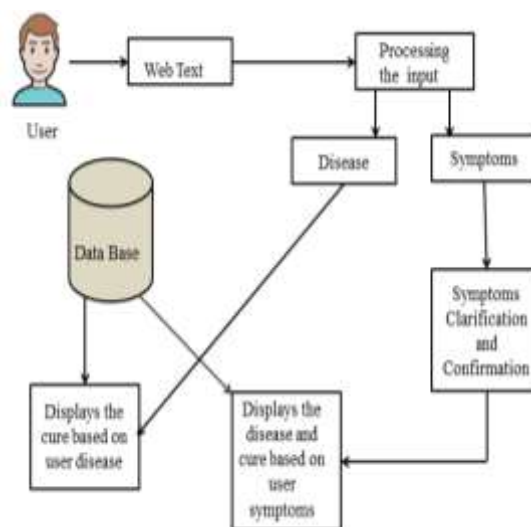 Web Text
Processing
the input
User
Disease
Symptoms
Data Base
Symptoms
Clarification
and
Confirmation
Displays the
cure based on
user disease
Displays the
disease and
cure based on
user
symptoms